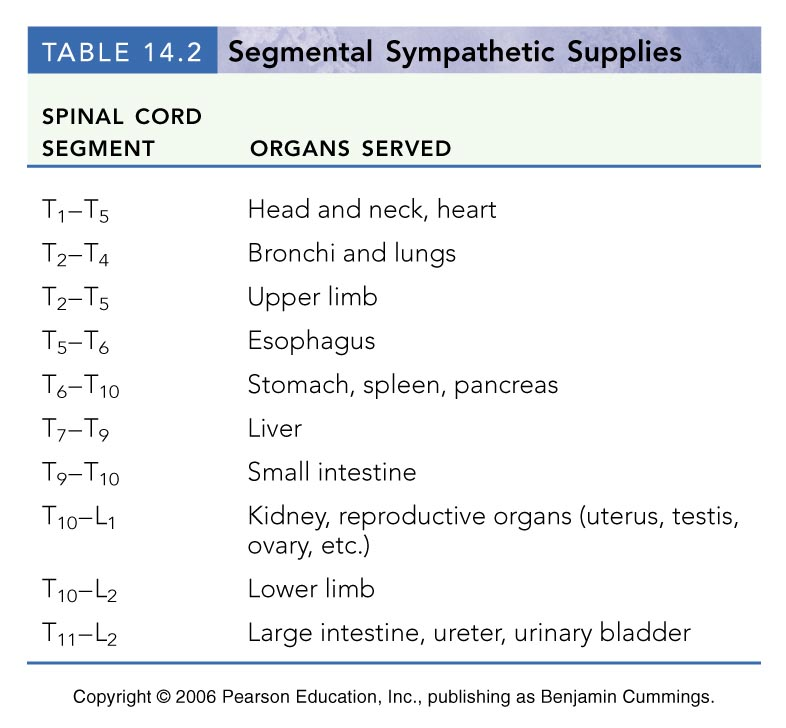 TABLE 14.2 Segmental Sympathetic Supplies
SPINAL CORD
SEGMENT ORGANS SERVED
T₁–T₅ Head and neck, heart
T₂–T₄ Bronchi and lungs
T₂–T₅ Upper limb
T₅–T₆ Esophagus
T₆–T₁₀ Stomach, spleen, pancreas
T₇–T₉ Liver
T₉–T₁₀ Small intestine
T₁₀–L₁ Kidney, reproductive organs (uterus, testis,
ovary, etc.)
T₁₀–L₂ Lower limb
T₁₁–L₂ Large intestine, ureter, urinary bladder
Copyright © 2006 Pearson Education, Inc., publishing as Benjamin Cummings.